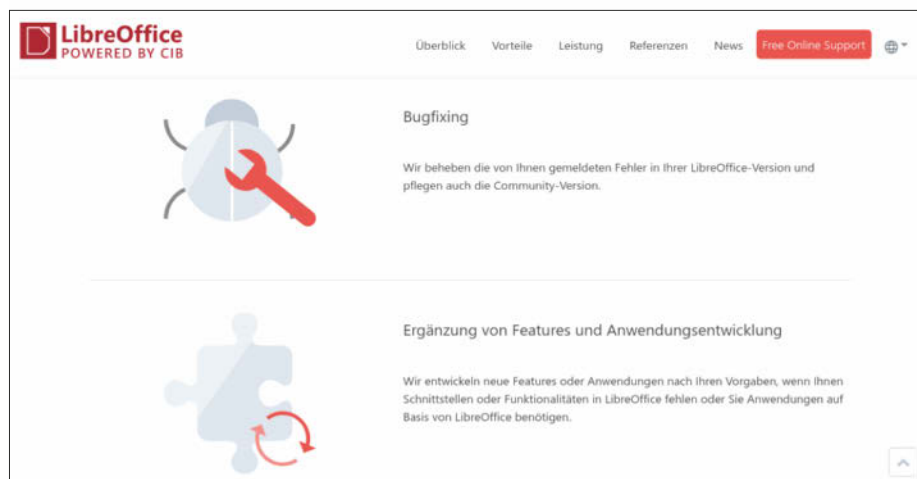 LibreOffice
POWERED BY CIB
Überblick Vorteile Leistung Referenzen News Free Online Support
Bugfixing
Wir beheben die von Ihnen gemeldeten Fehler in Ihrer LibreOffice-Version und
pflegen auch die Community-Version.
Ergänzung von Features und Anwendungsentwicklung
Wir entwickeln neue Features oder Anwendungen nach Ihren Vorgaben, wenn Ihnen
Schnittstellen oder Funktionalitäten in LibreOffice fehlen oder Sie Anwendungen auf
Basis von LibreOffice benötigen.